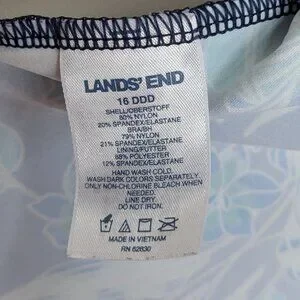 LANDS' END
16 DDD
SHELL/OBERSTOFF
80% NYLON
20% SPANDEX/ELASTANE
BRA/BH
79% NYLON
21% SPANDEX/ELASTANE
LINING/FUTTER
88% POLYESTER
12% SPANDEX/ELASTANE
HAND WASH COLD.
WASH DARK COLORS SEPARATELY.
ONLY NON-CHLORINE BLEACH WHEN
NEEDED.
LINE DRY.
DO NOT IRON.
MADE IN VIETNAM
RN 62830